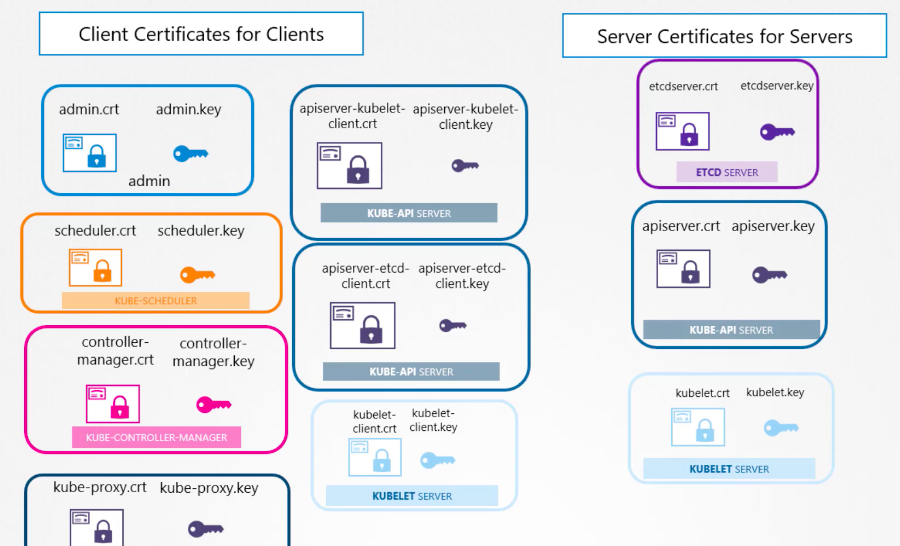 Client Certificates for Clients
Server Certificates for Servers
admin.crt
admin.key
admin
scheduler.crt
scheduler.key
KUBE-SCHEDULER
controller-
manager.crt
controller-
manager.key
KUBE-CONTROLLER-MANAGER
kube-proxy.crt
kube-proxy.key
apiserver-kubelet-
client.crt
apiserver-kubelet-
client.key
KUBE-API SERVER
apiserver-etcd-
client.crt
apiserver-etcd-
client.key
KUBE-API SERVER
kubelet-
client.crt
kubelet-
client.key
KUBELET SERVER
etcdserver.crt
etcdserver.key
ETCD SERVER
apiserver.crt
apiserver.key
KUBE-API SERVER
kubelet.crt
kubelet.key
KUBELET SERVER